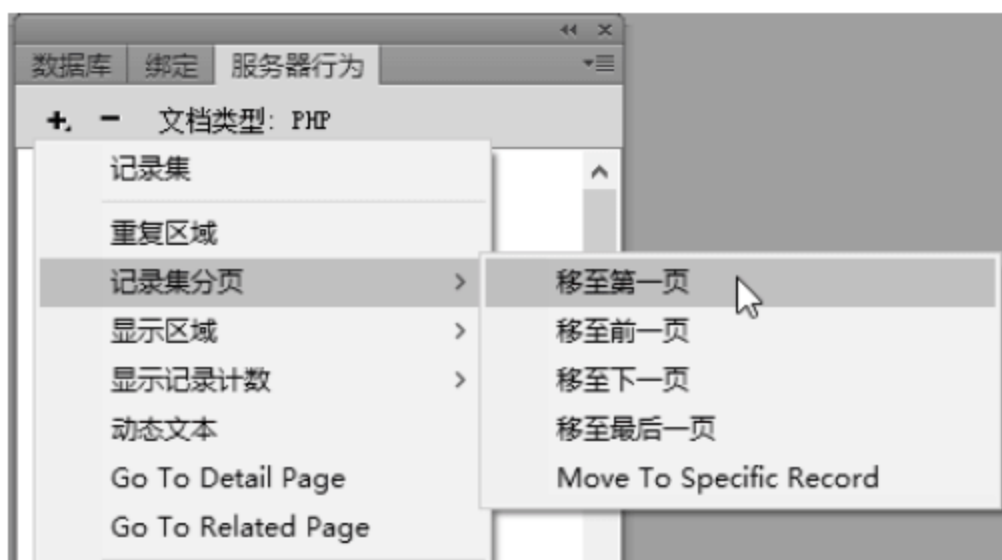 数据库 绑定 服务器行为
文档类型: PHP
记录集
重复区域
记录集分页
显示区域
显示记录计数
动态文本
Go To Detail Page
Go To Related Page
移至第一页
移至前一页
移至下一页
移至最后一页
Move To Specific Record